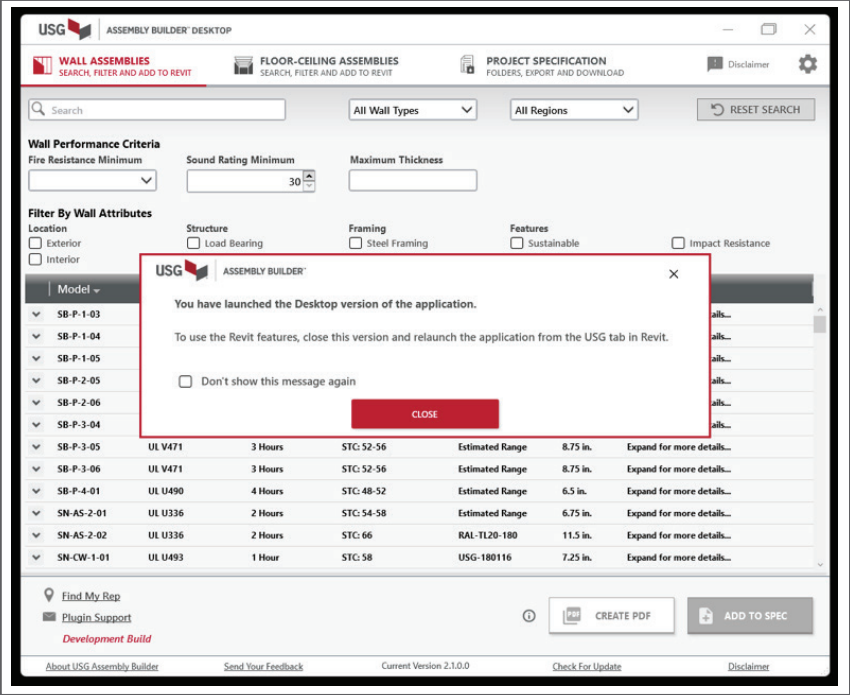 USG ASSEMBLY BUILDER™ DESKTOP
WALL ASSEMBLIES
SEARCH, FILTER AND ADD TO REVIT
FLOOR-CEILING ASSEMBLIES
SEARCH, FILTER AND ADD TO REVIT
PROJECT SPECIFICATION
FOLDERS, EXPORT AND DOWNLOAD
Disclaimer
Search
All Wall Types
All Regions
RESET SEARCH
Wall Performance Criteria
Fire Resistance Minimum Sound Rating Minimum Maximum Thickness
30
Filter By Wall Attributes
Location Structure Framing Features
Exterior Load Bearing Steel Framing Sustainable Impact Resistance
Interior
USG ASSEMBLY BUILDER™
You have launched the Desktop version of the application.
To use the Revit features, close this version and relaunch the application from the USG tab in Revit.
Don't show this message again
CLOSE
Model
SB-P-1-03 ails...
SB-P-1-04 ails...
SB-P-1-05 ails...
SB-P-2-05 ails...
SB-P-2-06 ails...
SB-P-3-04 ails...
SB-P-3-05 UL V471 3 Hours STC: 52-56 Estimated Range 8.75 in. Expand for more details...
SB-P-3-06 UL V471 3 Hours STC: 52-56 Estimated Range 8.75 in. Expand for more details...
SB-P-4-01 UL U490 4 Hours STC: 48-52 Estimated Range 6.5 in. Expand for more details...
SN-AS-2-01 UL U336 2 Hours STC: 54-58 Estimated Range 6.75 in. Expand for more details...
SN-AS-2-02 UL U336 2 Hours STC: 66 RAL-TL20-180 11.5 in. Expand for more details...
SN-CW-1-01 UL U493 1 Hour STC: 58 USG-180116 7.25 in. Expand for more details...
Find My Rep
Plugin Support
Development Build
PDF CREATE PDF
ADD TO SPEC
About USG Assembly Builder Send Your Feedback Current Version 2.1.0.0 Check For Update Disclaimer